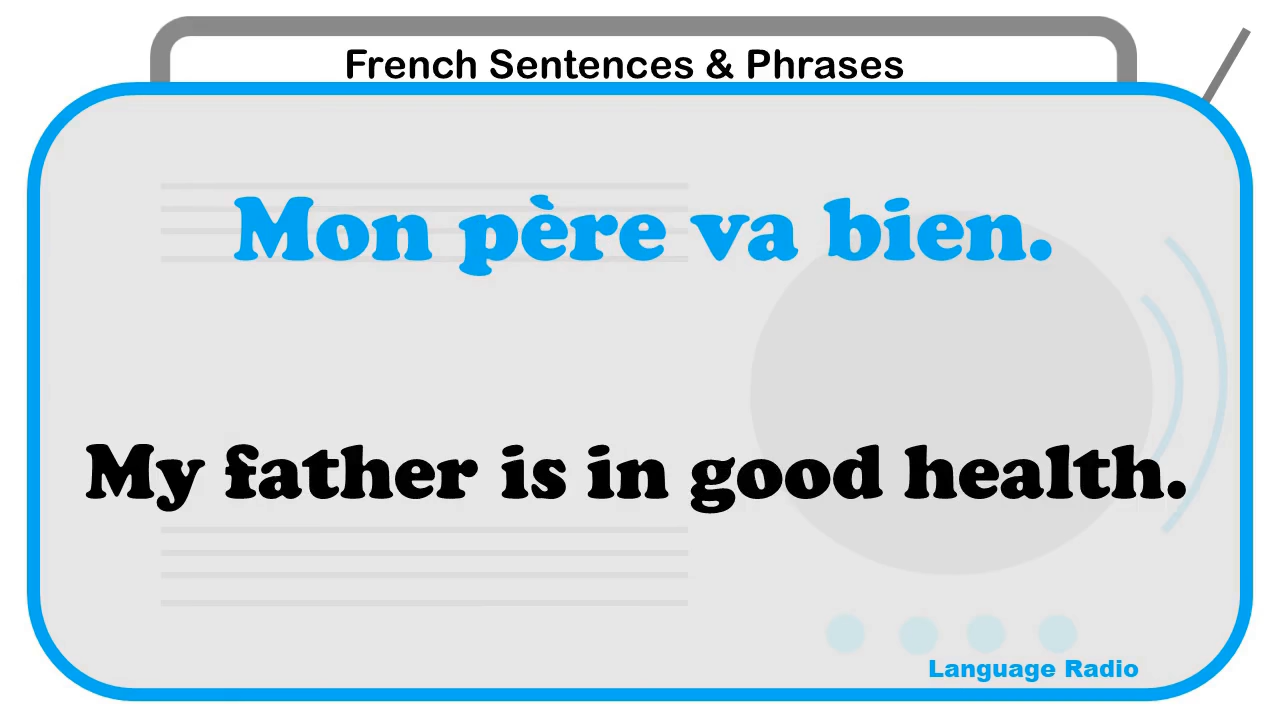 French Sentences & Phrases
Mon père va bien.
My father is in good health.
Language Radio